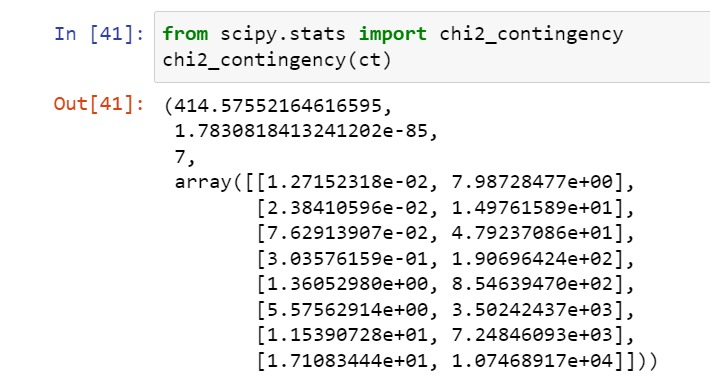 In [41]: from scipy.stats import chi2_contingency
chi2_contingency(ct)
Out[41]: (414.57552164616595,
1.7830818413241202e-85,
7,
array([[1.27152318e-02, 7.98728477e+00],
[2.38410596e-02, 1.49761589e+01],
[7.62913907e-02, 4.79237086e+01],
[3.03576159e-01, 1.90696424e+02],
[1.36052980e+00, 8.54639470e+02],
[5.57562914e+00, 3.50242437e+03],
[1.15390728e+01, 7.24846093e+03],
[1.71083444e+01, 1.07468917e+04]]))